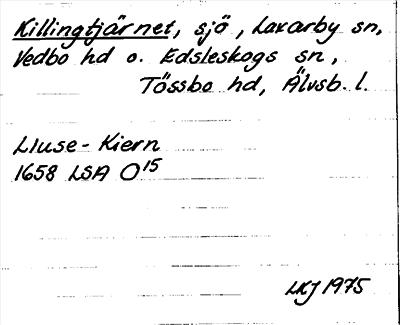 Killingtjärnet, sjö, Laxarby sn,
Vedbo hd o. Edsleskogs sn,
Tössbo hd, Älvsb. l.
Lluse-Kiern
1658 LSA O15
LKJ 1975